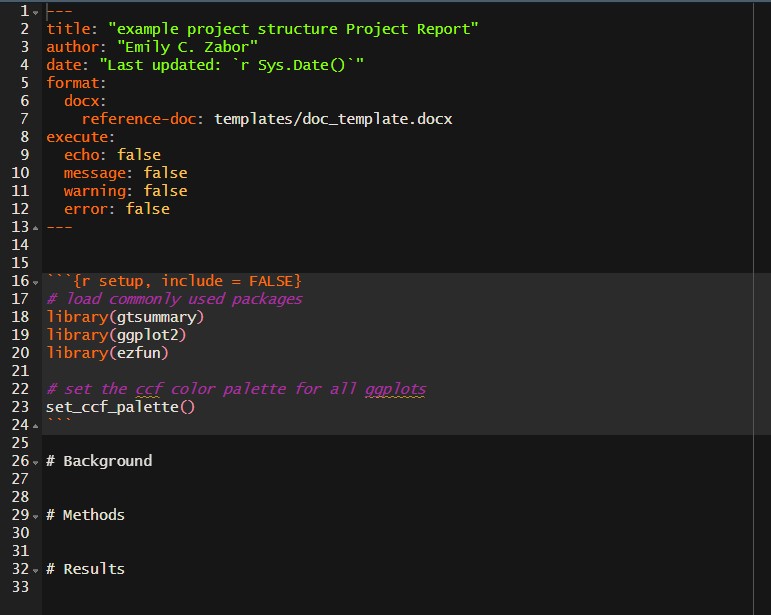 1 ---
2 title: "example project structure Project Report"
3 author: "Emily C. Zabor"
4 date: "Last updated: `r Sys.Date()`"
5 format:
6   docx:
7     reference-doc: templates/doc_template.docx
8 execute:
9   echo: false
10   message: false
11   warning: false
12   error: false
13 ---
14
15
16 ```{r setup, include = FALSE}
17 # load commonly used packages
18 library(gtsummary)
19 library(ggplot2)
20 library(ezfun)
21
22 # set the ccf color palette for all ggplots
23 set_ccf_palette()
24 ```
25
26 # Background
27
28
29 # Methods
30
31
32 # Results
33